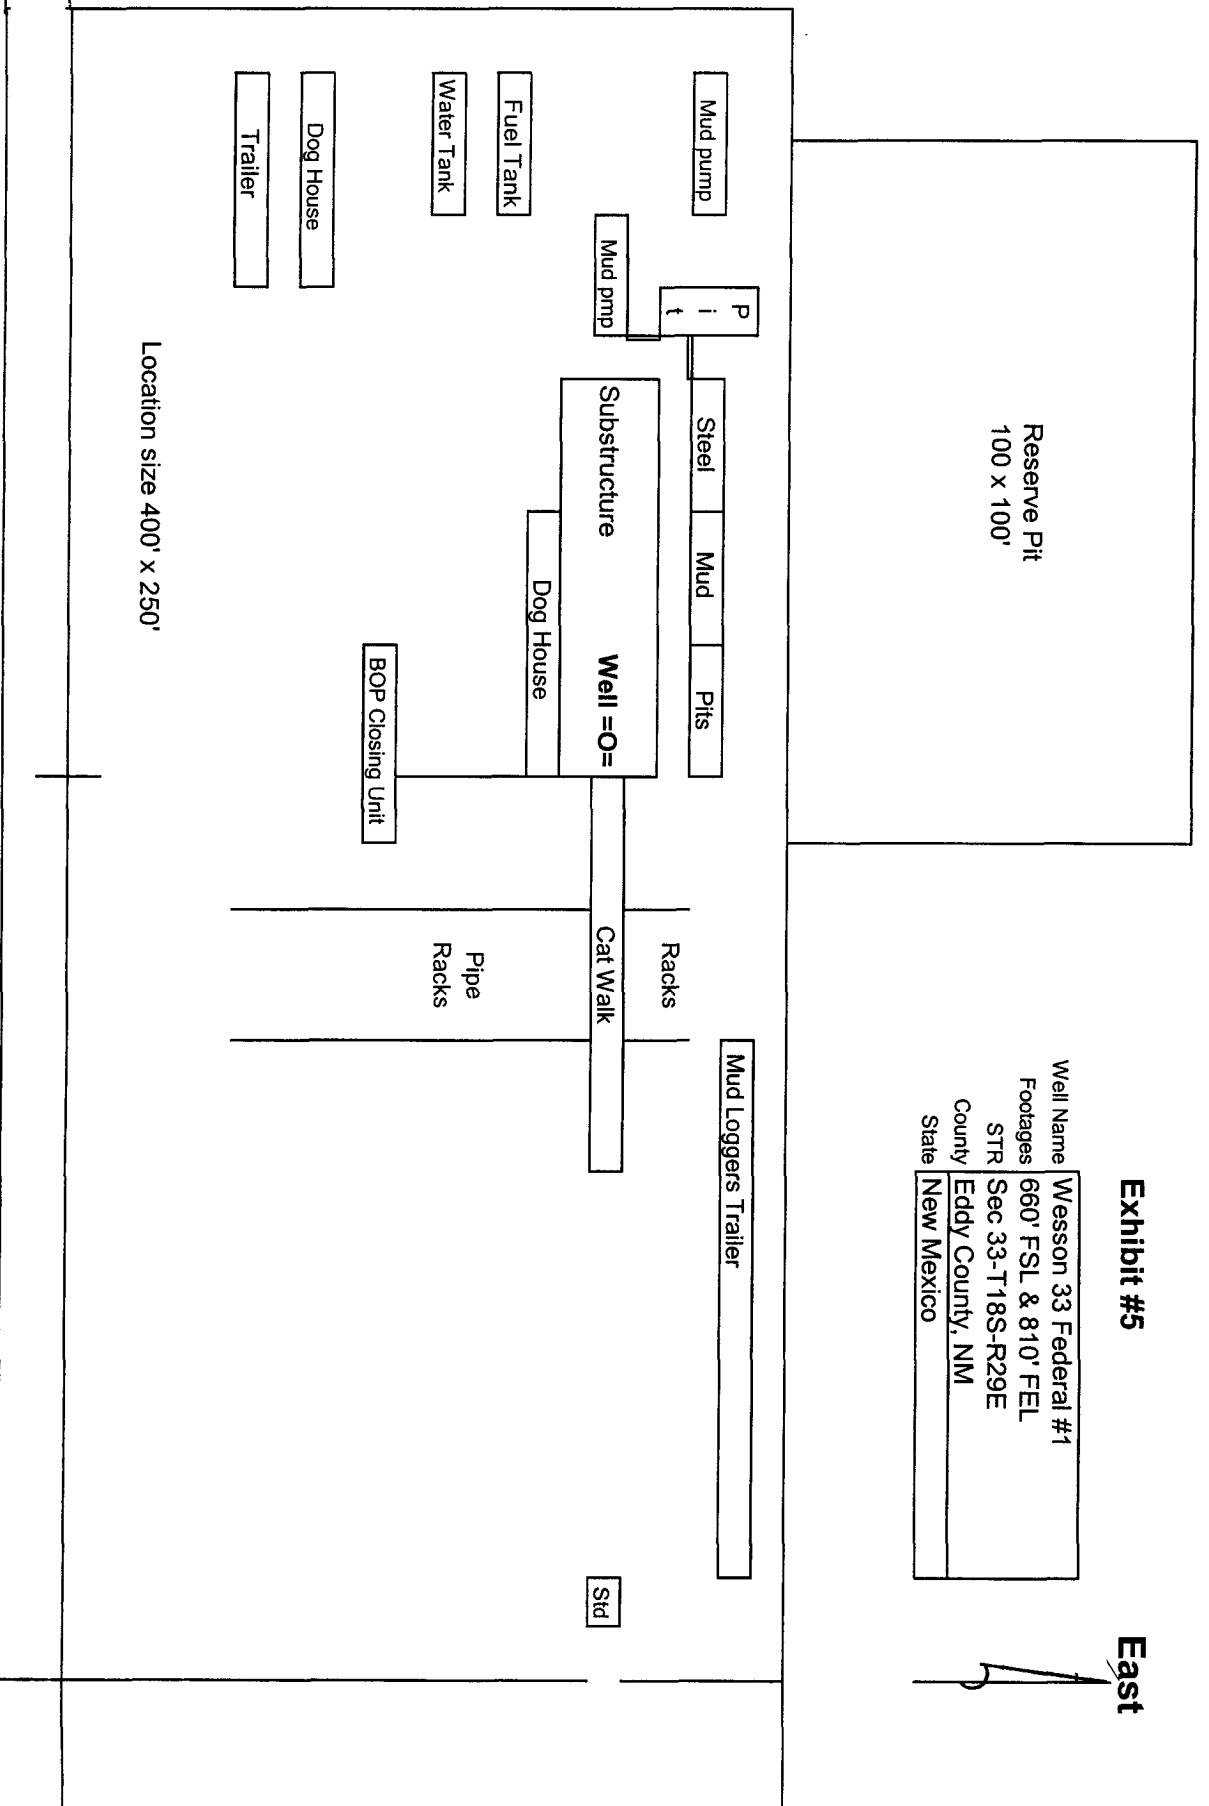 Exhibit #5
East
Well Name Wesson 33 Federal #1
Footages 660' FSL & 810' FEL
STR Sec 33-T18S-R29E
County Eddy County, NM
State New Mexico
Reserve Pit
100 x 100'
Mud pump
P
i
t
Steel Mud Pits
Mud Loggers Trailer
Racks
Mud pmp
Substructure Well =O=
Cat Walk
Std
Fuel Tank
Dog House
Water Tank
Pipe
Racks
BOP Closing Unit
Dog House
Trailer
Location size 400' x 250'